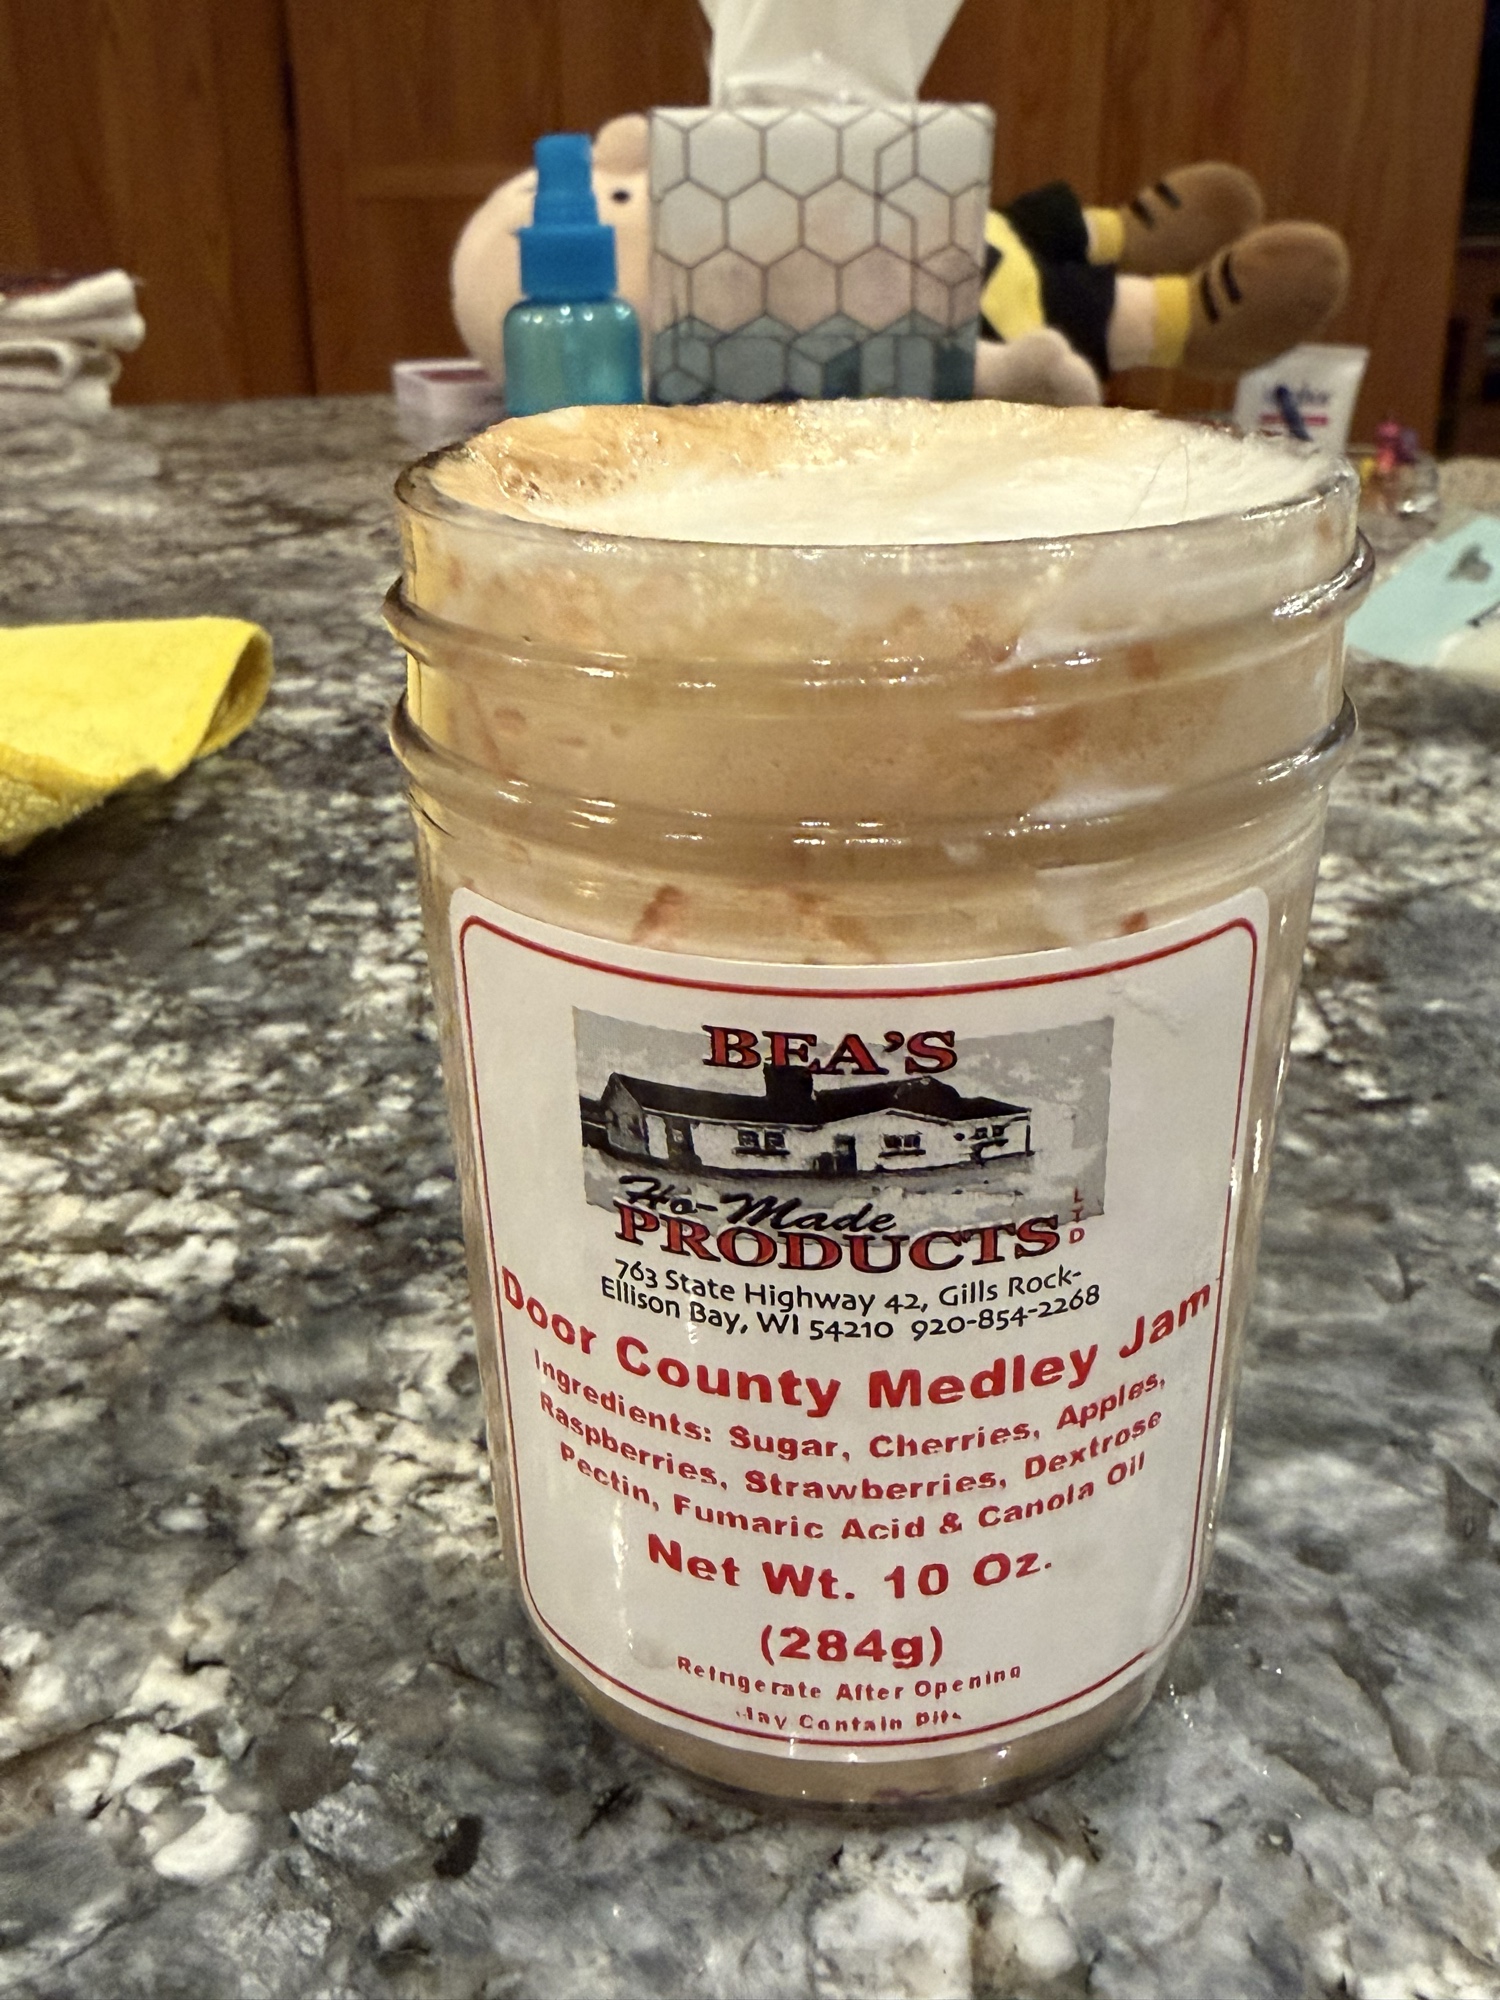 BEA'S
Ho-Made
PRODUCTS LTD
763 State Highway 42, Gills Rock-
Ellison Bay, WI 54210 920-854-2268
Door County Medley Jam
Ingredients: Sugar, Cherries, Apples,
Raspberries, Strawberries, Dextrose
Pectin, Fumaric Acid & Canola Oil
Net Wt. 10 Oz.
(284g)
Refrigerate After Opening
May Contain Pits